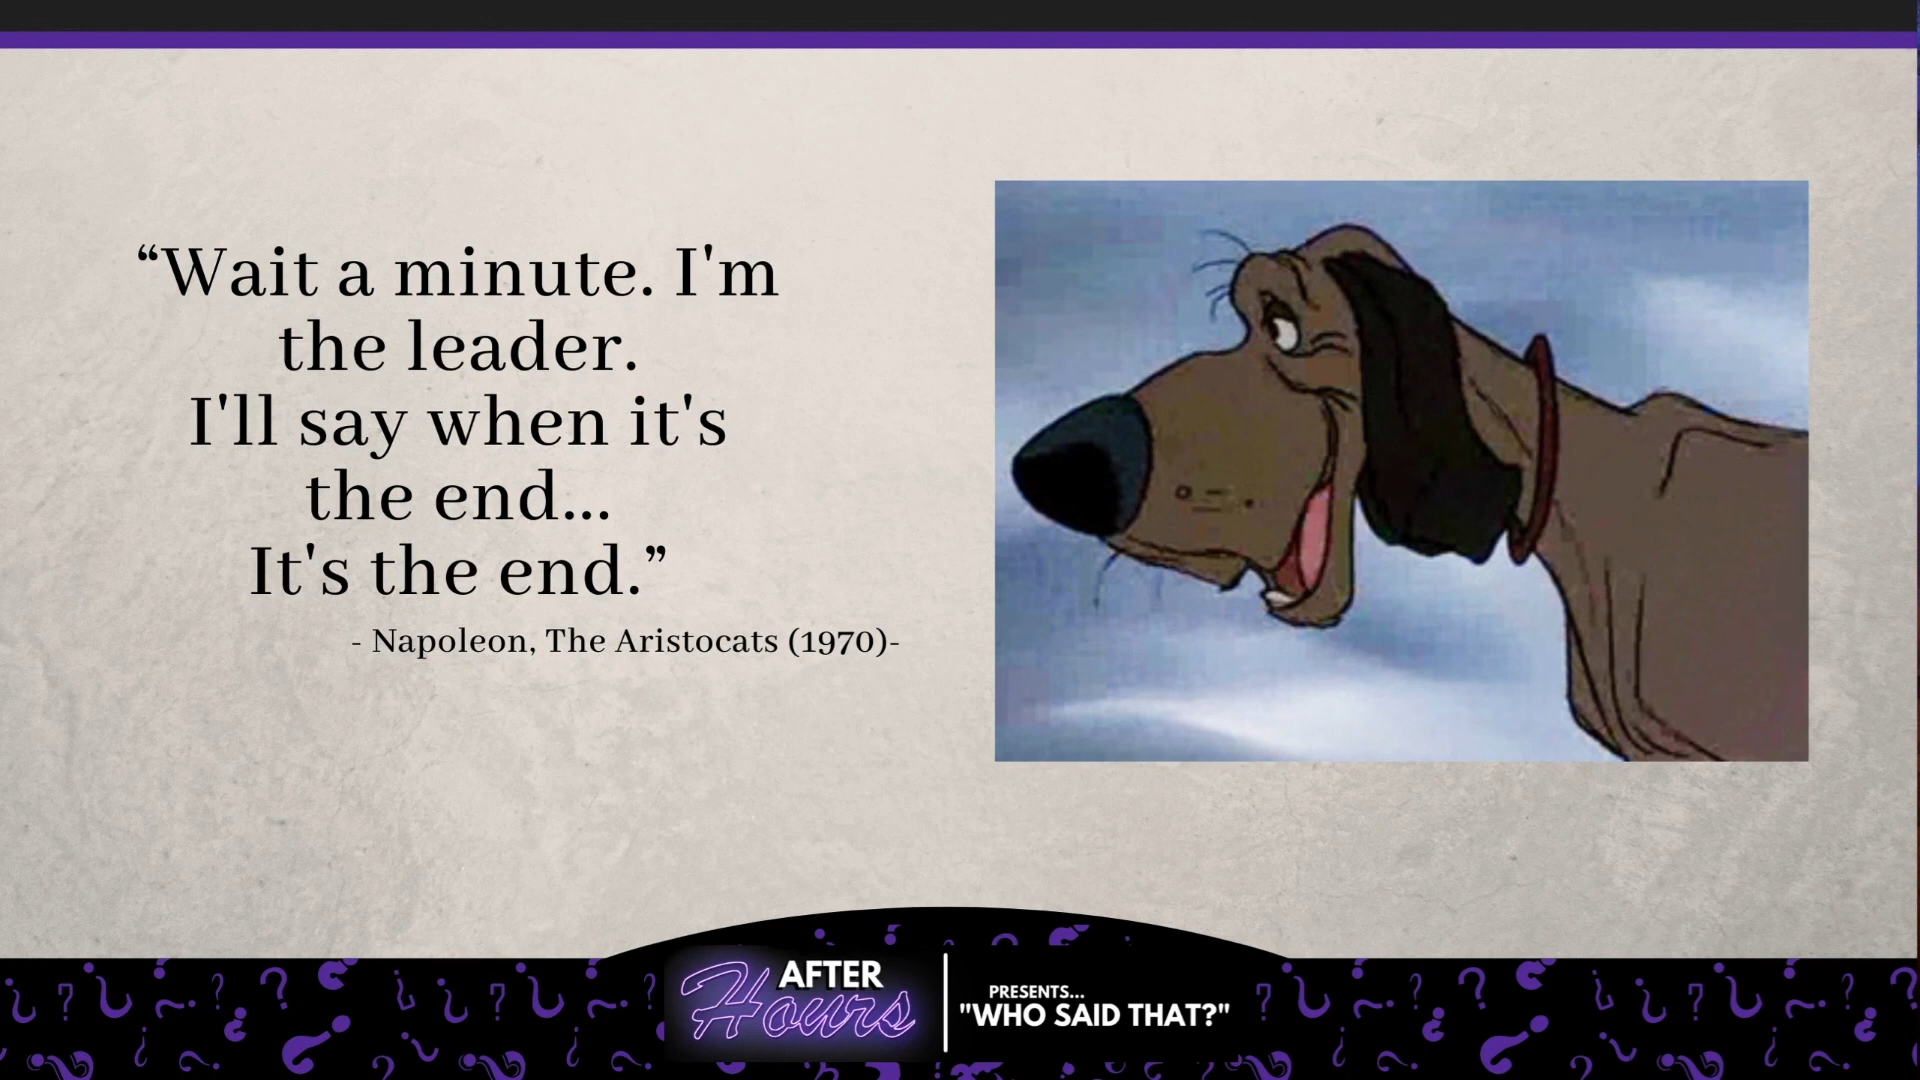 “Wait a minute. I'm
the leader.
I'll say when it's
the end...
It's the end.”
- Napoleon, The Aristocats (1970)-
AFTER
Hours
PRESENTS...
"WHO SAID THAT?"